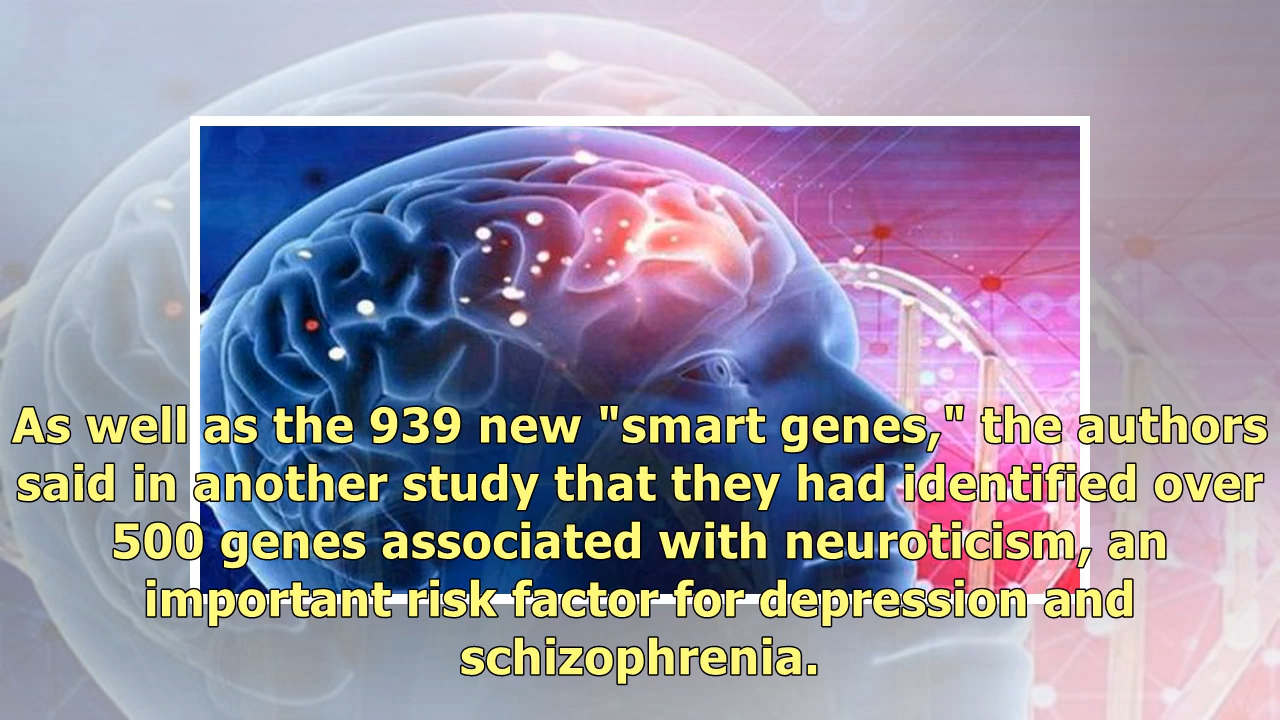 As well as the 939 new "smart genes," the authors
said in another study that they had identified over
500 genes associated with neuroticism, an
important risk factor for depression and
schizophrenia.